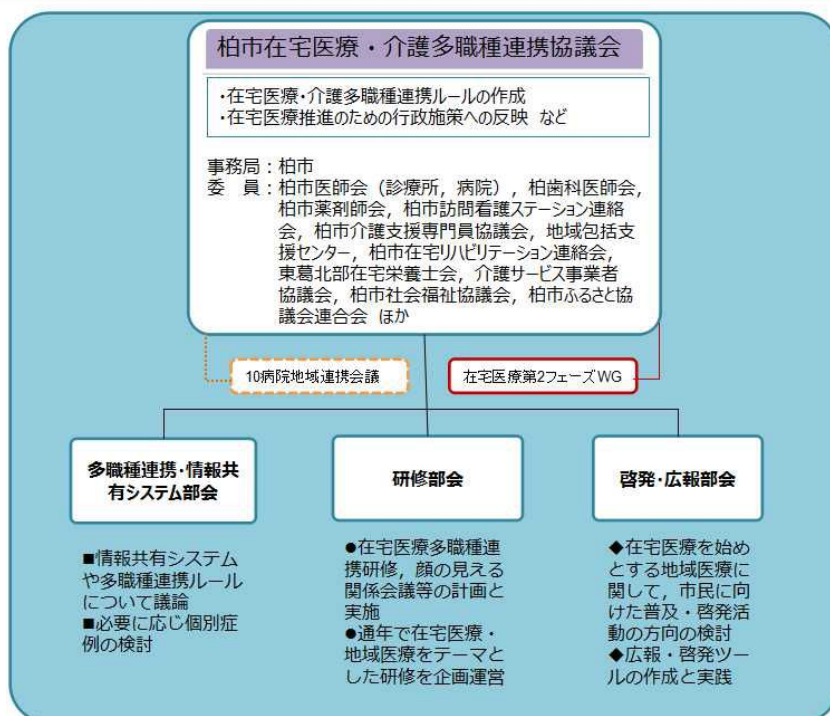 柏市在宅医療・介護多職種連携協議会
・在宅医療・介護多職種連携ルールの作成
・在宅医療推進のための行政施策への反映 など
事務局：柏市
委　員：柏市医師会（診療所，病院），柏歯科医師会，
柏市薬剤師会，柏市訪問看護ステーション連絡
会，柏市介護支援専門員協議会，地域包括支
援センター，柏市在宅リハビリテーション連絡会，
東葛北部在宅栄養士会，介護サービス事業者
協議会，柏市社会福祉協議会，柏市ふるさと協
議会連合会 ほか
10病院地域連携会議
在宅医療第2フェーズWG
多職種連携・情報共
有システム部会
■情報共有システム
や多職種連携ルール
について議論
■必要に応じ個別症
例の検討
研修部会
●在宅医療多職種連
携研修，顔の見える
関係会議等の計画と
実施
●通年で在宅医療・
地域医療をテーマと
した研修を企画運営
啓発・広報部会
◆在宅医療を始め
とする地域医療に
関して，市民に向
けた普及・啓発活
動の方向の検討
◆広報・啓発ツー
ルの作成と実践